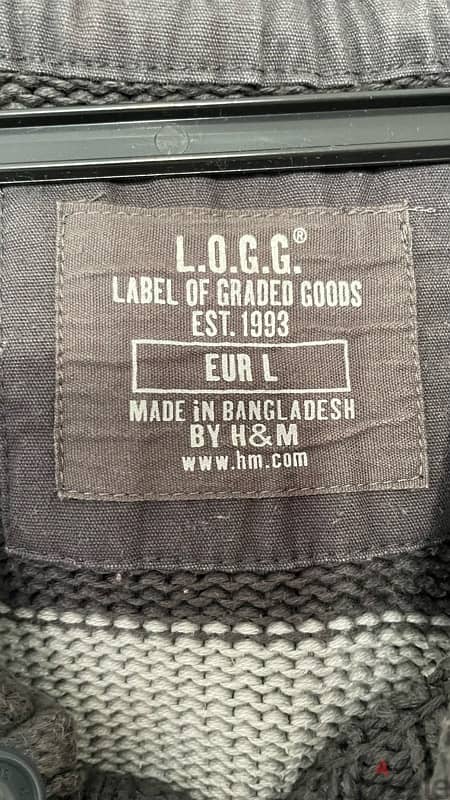 L.O.G.G.®
LABEL OF GRADED GOODS
EST. 1993
EUR L
MADE iN BANGLADESH
BY H&M
www.hm.com